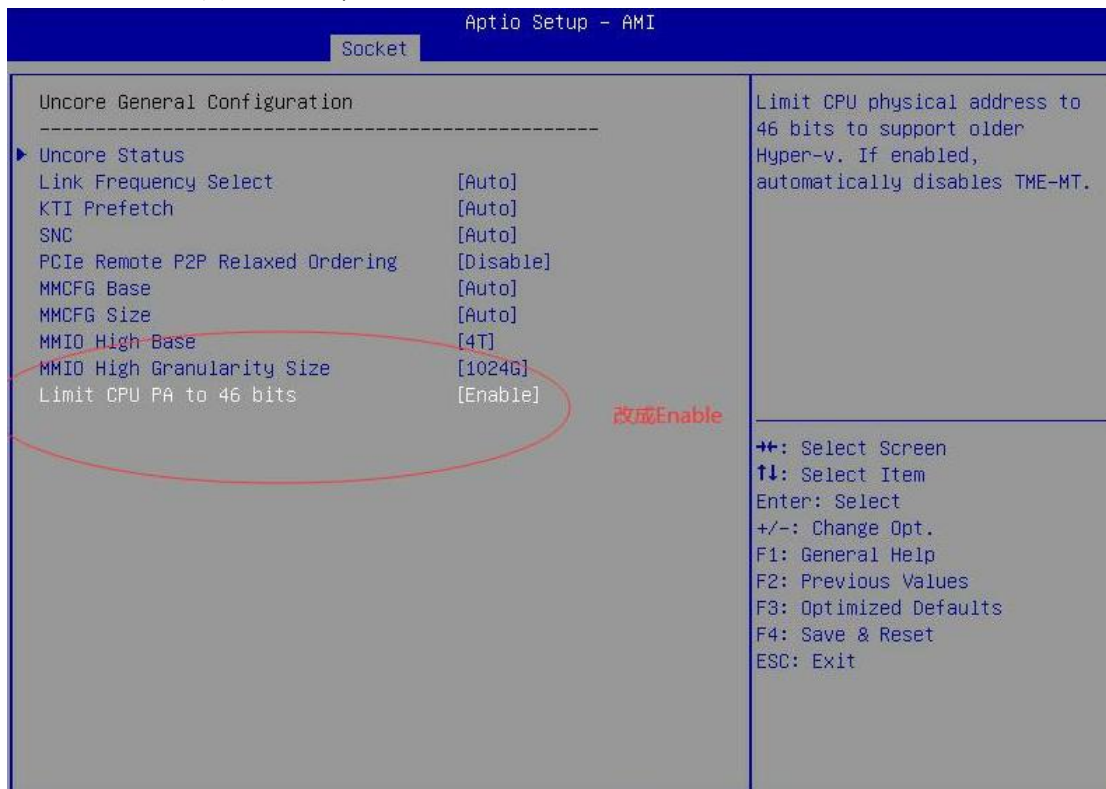 Aptio Setup - AMI
Socket
Uncore General Configuration
--------------------------------------------------
Uncore Status
Link Frequency Select [Auto]
KTI Prefetch [Auto]
SNC [Auto]
PCIe Remote P2P Relaxed Ordering [Disable]
MMCFG Base [Auto]
MMCFG Size [Auto]
MMIO High Base [4T]
MMIO High Granularity Size [1024G]
Limit CPU PA to 46 bits [Enable]
改成Enable
Limit CPU physical address to
46 bits to support older
Hyper-v. If enabled,
automatically disables TME-MT.
→←: Select Screen
↑↓: Select Item
Enter: Select
+/-: Change Opt.
F1: General Help
F2: Previous Values
F3: Optimized Defaults
F4: Save & Reset
ESC: Exit